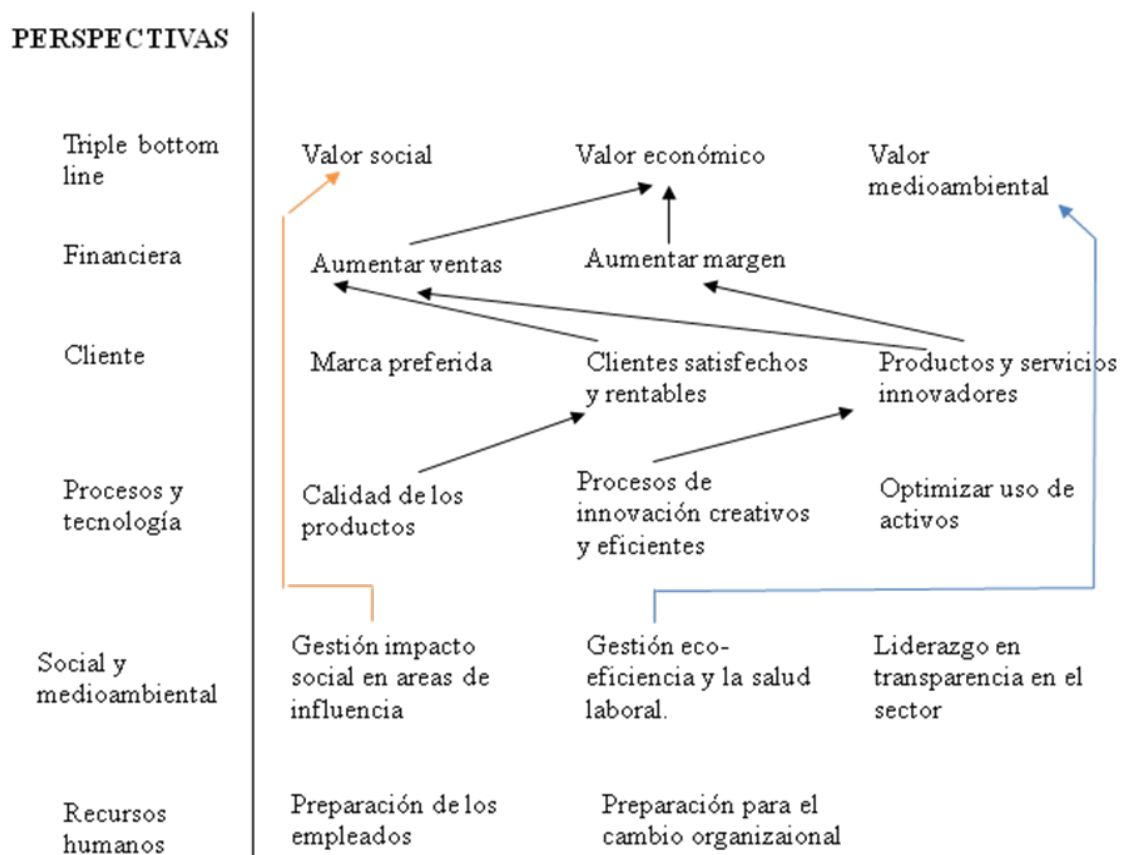 PERSPECTIVAS
Triple bottom
line
Valor social
Valor económico
Valor
medioambiental
Financiera
Aumentar ventas
Aumentar margen
Cliente
Marca preferida
Clientes satisfechos
y rentables
Productos y servicios
innovadores
Procesos y
tecnología
Calidad de los
productos
Procesos de
innovación creativos
y eficientes
Optimizar uso de
activos
Social y
medioambiental
Gestión impacto
social en areas de
influencia
Gestión eco-
eficiencia y la salud
laboral.
Liderazgo en
transparencia en el
sector
Recursos
humanos
Preparación de los
empleados
Preparación para el
cambio organizaional